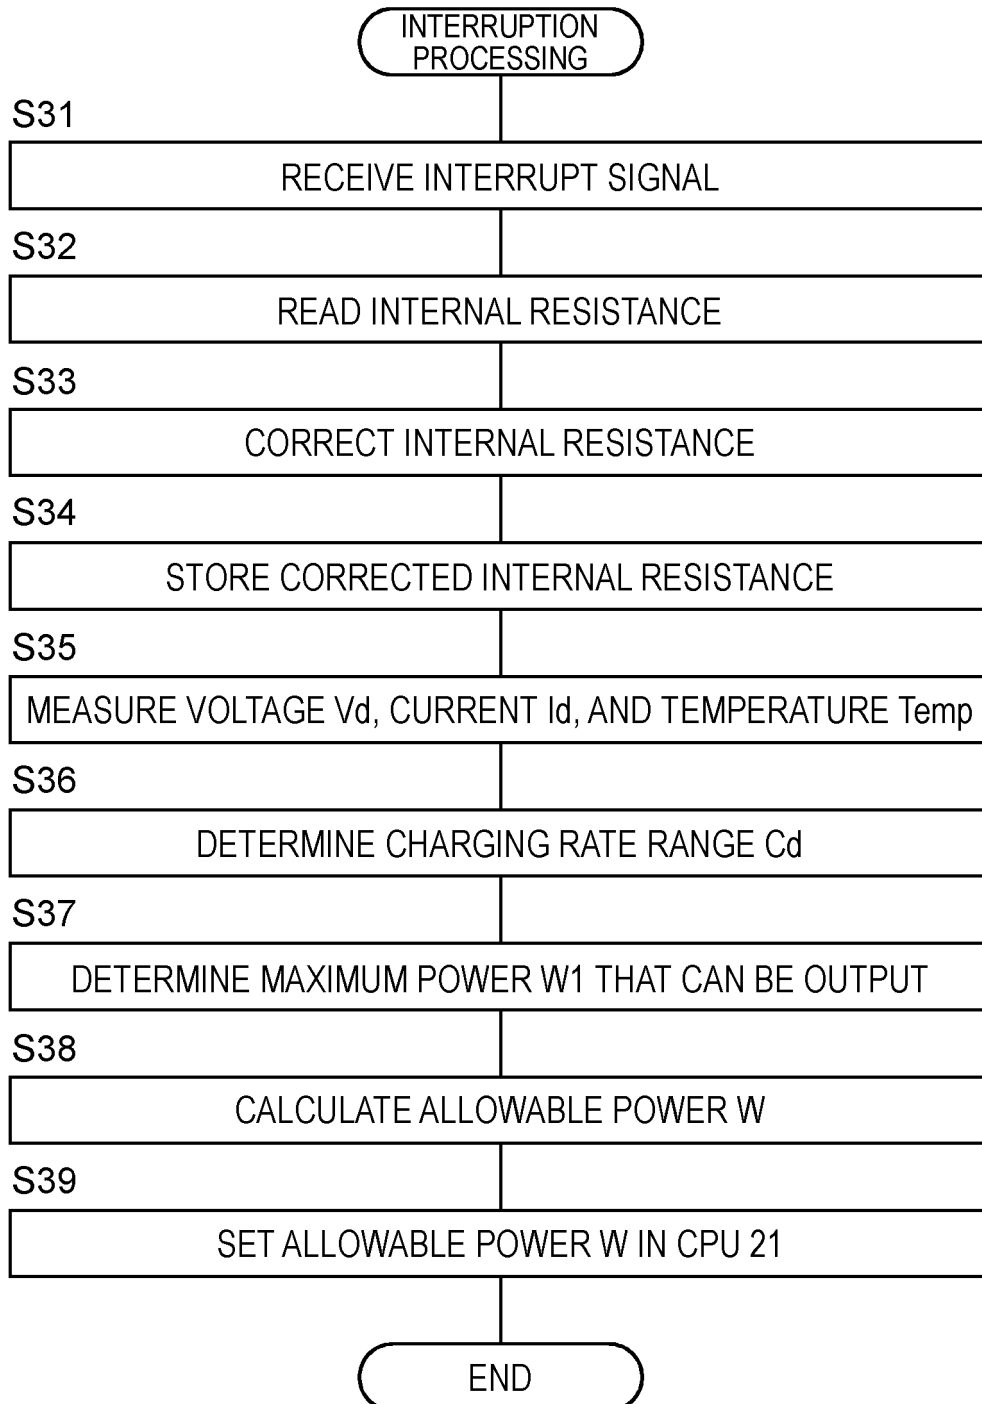 INTERRUPTION
PROCESSING
S31
RECEIVE INTERRUPT SIGNAL
S32
READ INTERNAL RESISTANCE
S33
CORRECT INTERNAL RESISTANCE
S34
STORE CORRECTED INTERNAL RESISTANCE
S35
MEASURE VOLTAGE Vd, CURRENT Id, AND TEMPERATURE Temp
S36
DETERMINE CHARGING RATE RANGE Cd
S37
DETERMINE MAXIMUM POWER W1 THAT CAN BE OUTPUT
S38
CALCULATE ALLOWABLE POWER W
S39
SET ALLOWABLE POWER W IN CPU 21
END